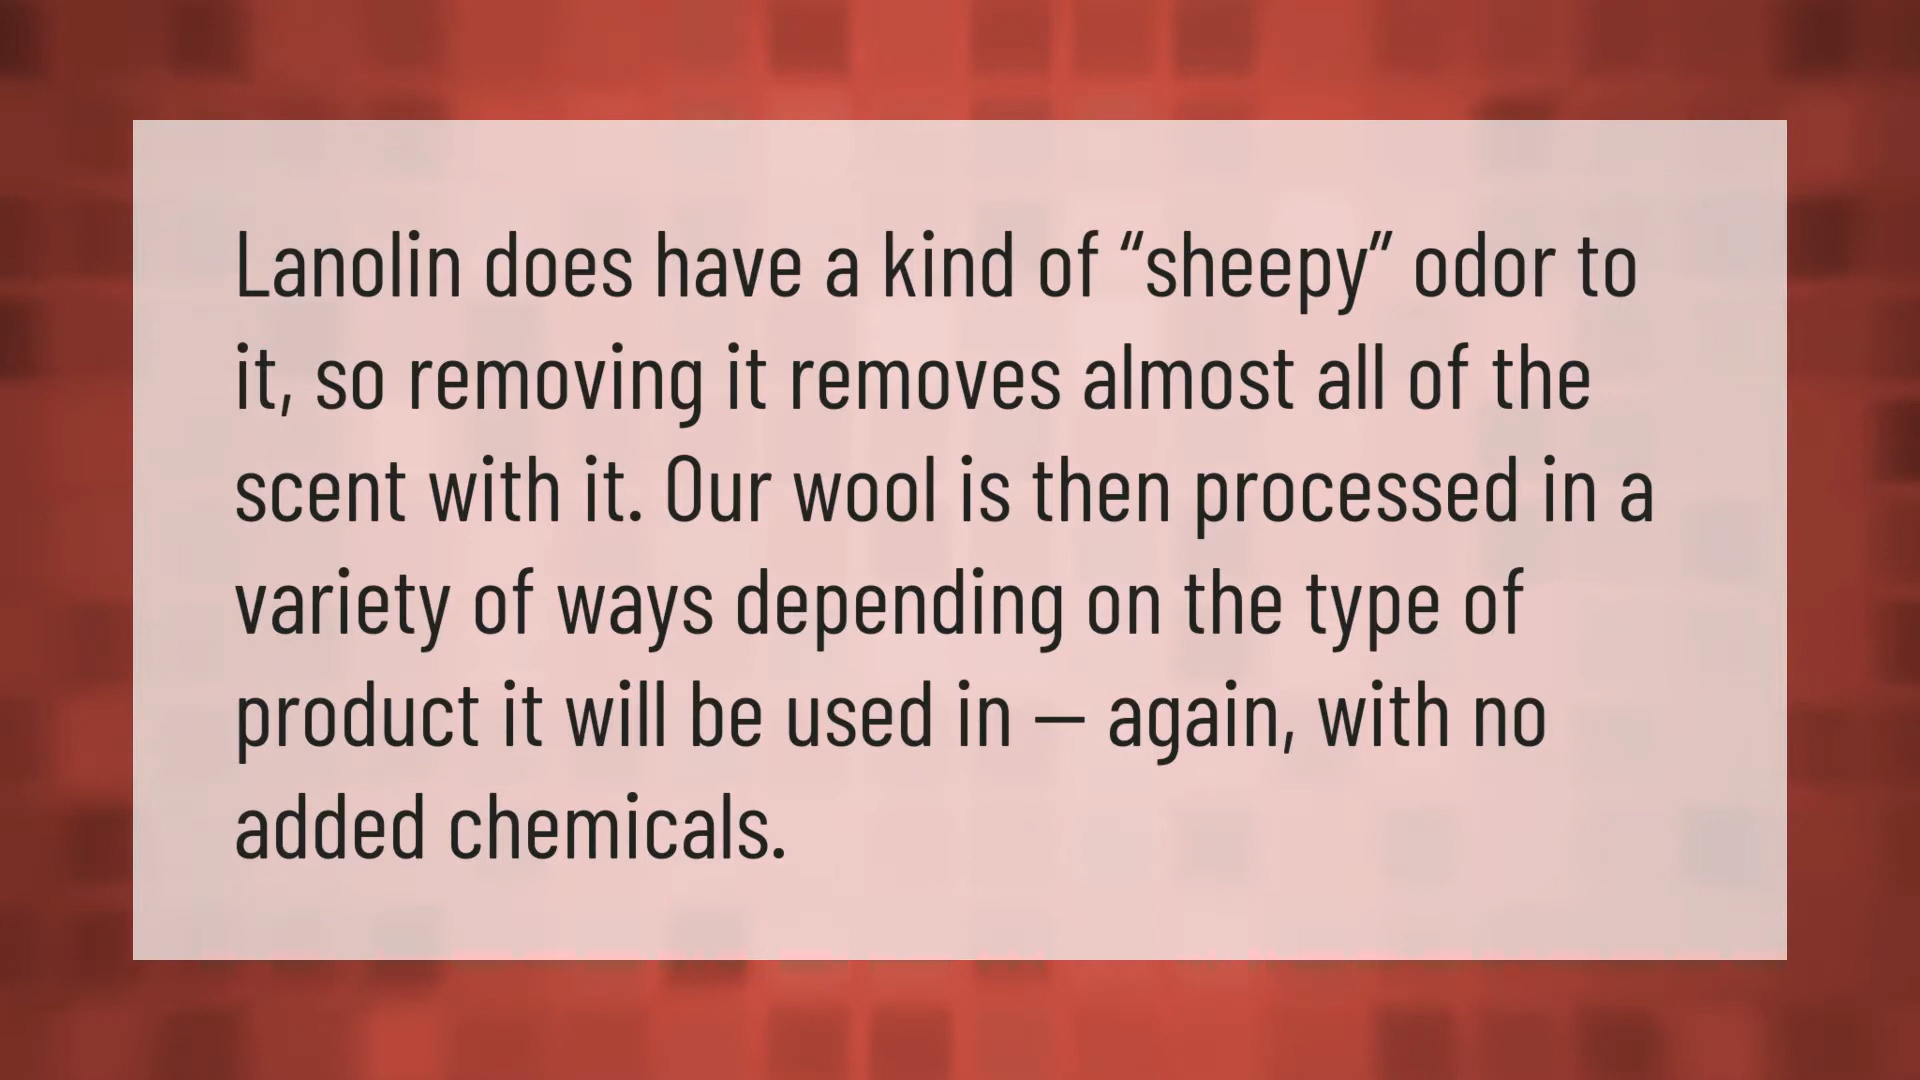 Lanolin does have a kind of “sheepy” odor to
it, so removing it removes almost all of the
scent with it. Our wool is then processed in a
variety of ways depending on the type of
product it will be used in — again, with no
added chemicals.